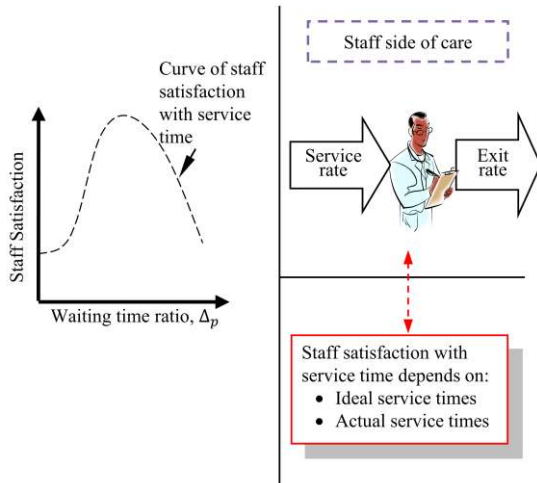 Curve of staff
satisfaction
with service
time
Staff Satisfaction
Waiting time ratio, Δₚ
Staff side of care
Service
rate
Exit
rate
Staff satisfaction with
service time depends on:
• Ideal service times
• Actual service times